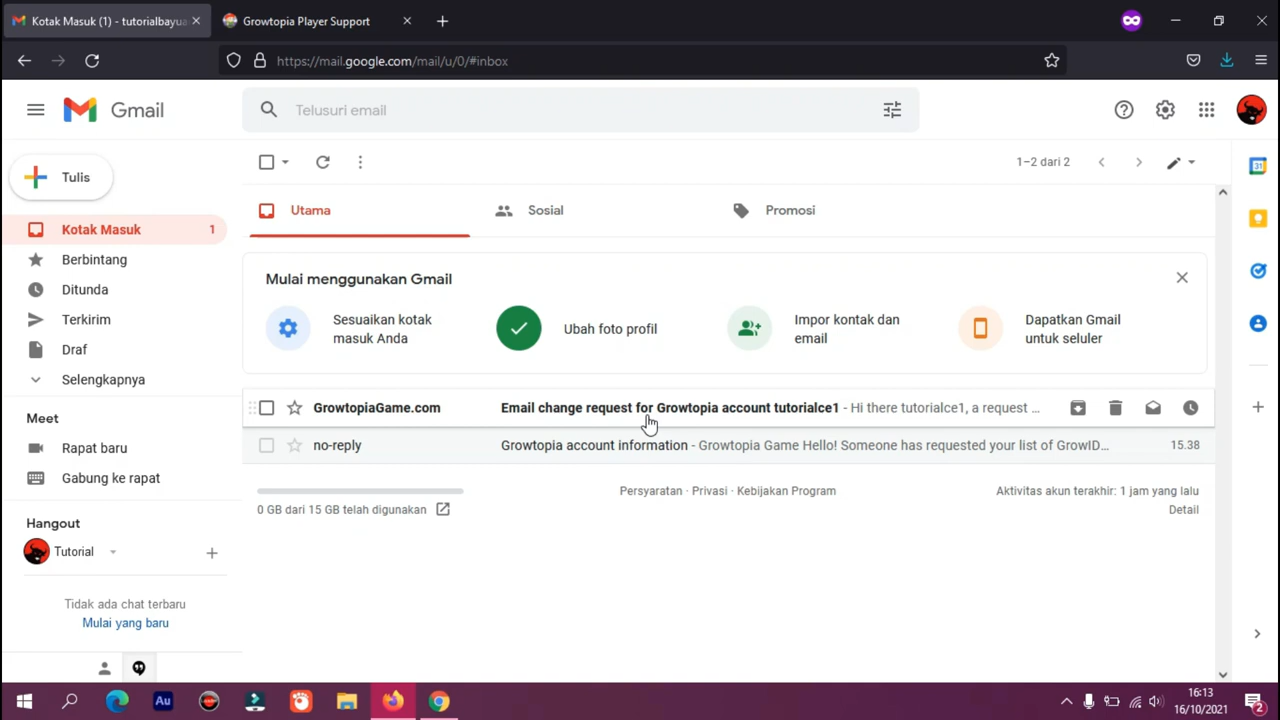 Kotak Masuk (1) - tutorialbayua
Growtopia Player Support
https://mail.google.com/mail/u/0/#inbox
Gmail
Telusuri email
Tulis
1–2 dari 2
Kotak Masuk 1
Berbintang
Ditunda
Terkirim
Draf
Selengkapnya
Meet
Rapat baru
Gabung ke rapat
Hangout
Tutorial
Tidak ada chat terbaru
Mulai yang baru
Utama
Sosial
Promosi
Mulai menggunakan Gmail
Sesuaikan kotak
masuk Anda
Ubah foto profil
Impor kontak dan
email
Dapatkan Gmail
untuk seluler
GrowtopiaGame.com Email change request for Growtopia account tutorialce1 - Hi there tutorialce1, a request ...
no-reply Growtopia account information - Growtopia Game Hello! Someone has requested your list of GrowID... 15.38
0 GB dari 15 GB telah digunakan
Persyaratan · Privasi · Kebijakan Program
Aktivitas akun terakhir: 1 jam yang lalu
Detail
31
Au
16:13
16/10/2021
2